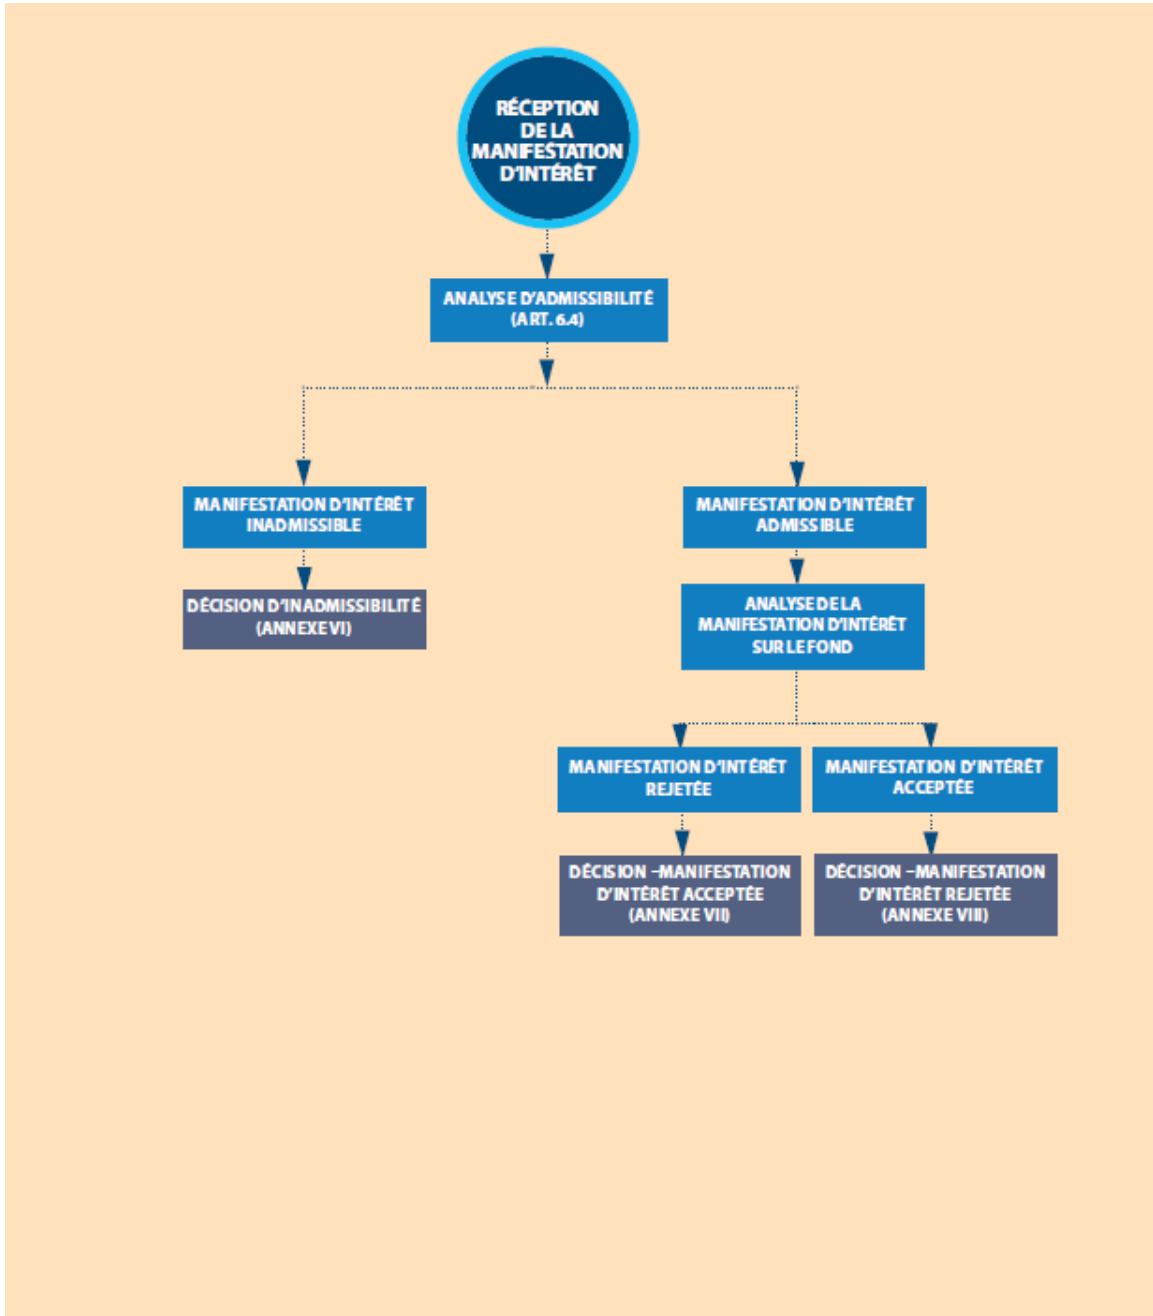 RÉCEPTION
DE LA
MANIFESTATION
D'INTÉRÊT
ANALYSE D'ADMISSIBILITÉ
(ART. 6.4)
MANIFESTATION D'INTÉRÊT
INADMISSIBLE
MANIFESTATION D'INTÉRÊT
ADMISSIBLE
DÉCISION D'INADMISSIBILITÉ
(ANNEXE VI)
ANALYSE DE LA
MANIFESTATION D'INTÉRÊT
SUR LE FOND
MANIFESTATION D'INTÉRÊT
REJETÉE
MANIFESTATION D'INTÉRÊT
ACCEPTÉE
DÉCISION –MANIFESTATION
D'INTÉRÊT ACCEPTÉE
(ANNEXE VII)
DÉCISION –MANIFESTATION
D'INTÉRÊT REJETÉE
(ANNEXE VIII)